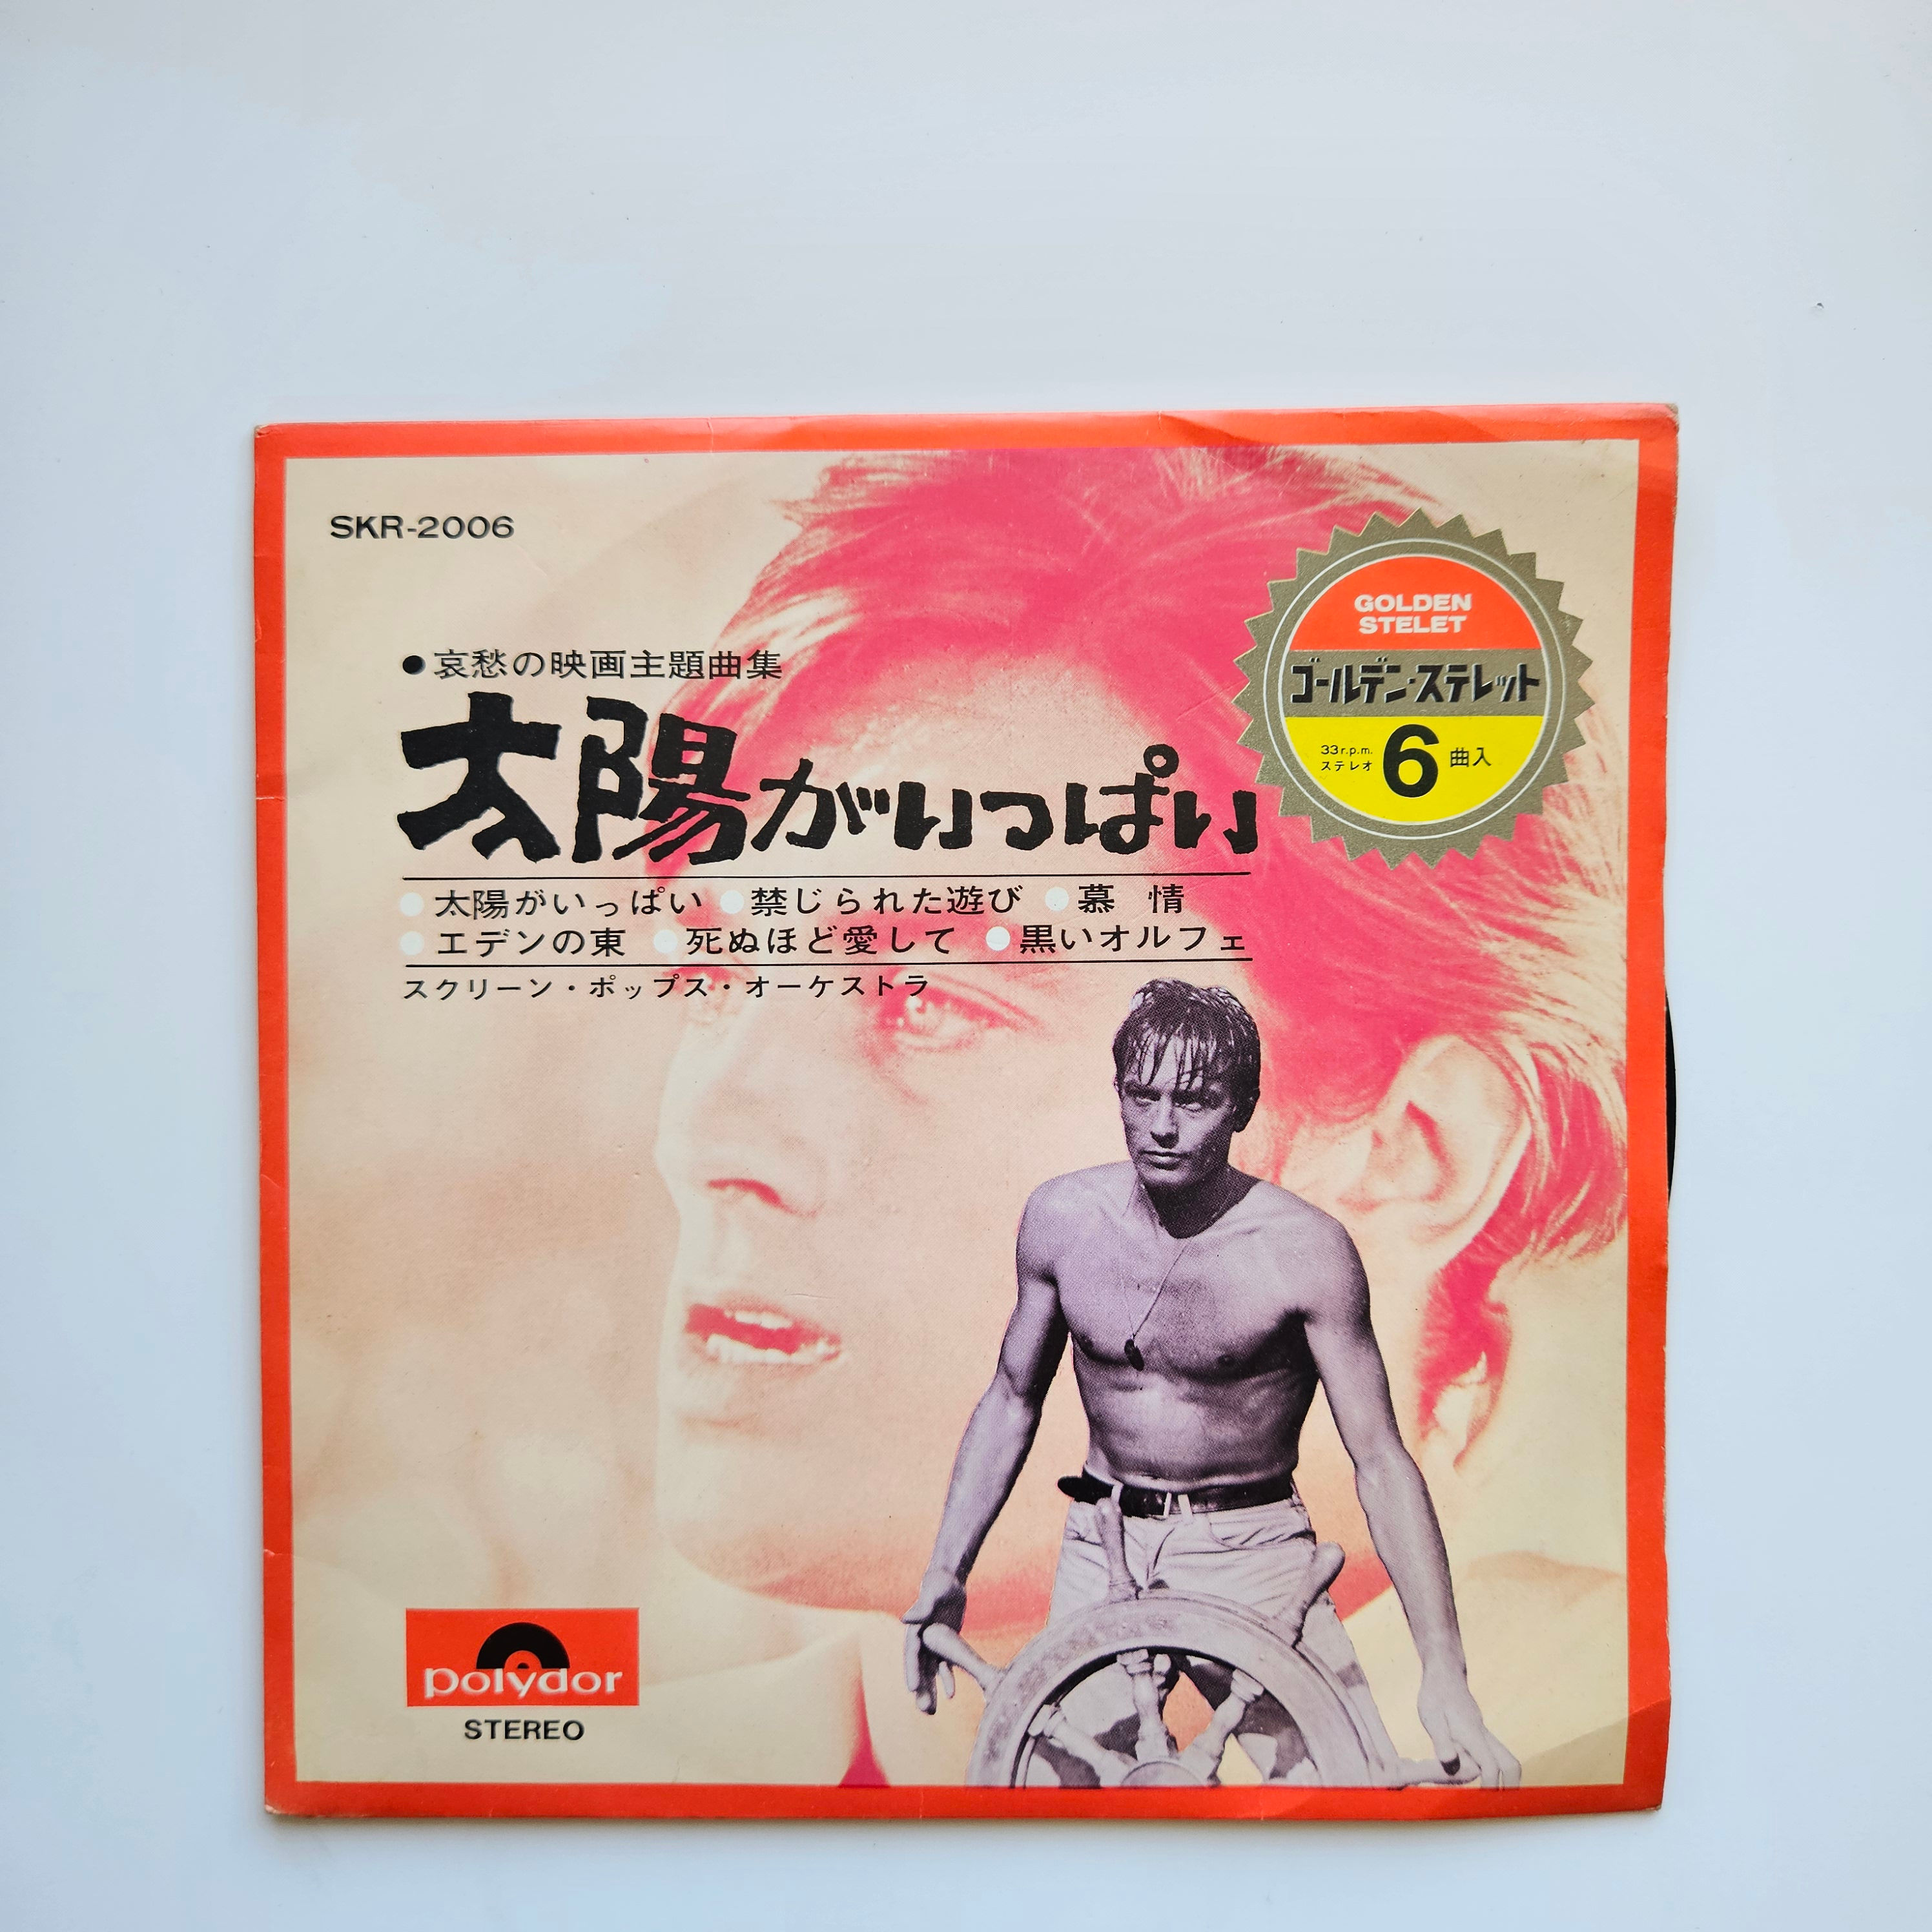 SKR-2006
GOLDEN
STELET
ゴールデン・ステレット
33r.p.m.
ステレオ
6曲入
●哀愁の映画主題曲集
太陽がいっぱい
●太陽がいっぱい ●禁じられた遊び ●慕 情
●エデンの東 ●死ぬほど愛して ●黒いオルフェ
スクリーン・ポップス・オーケストラ
polydor
STEREO